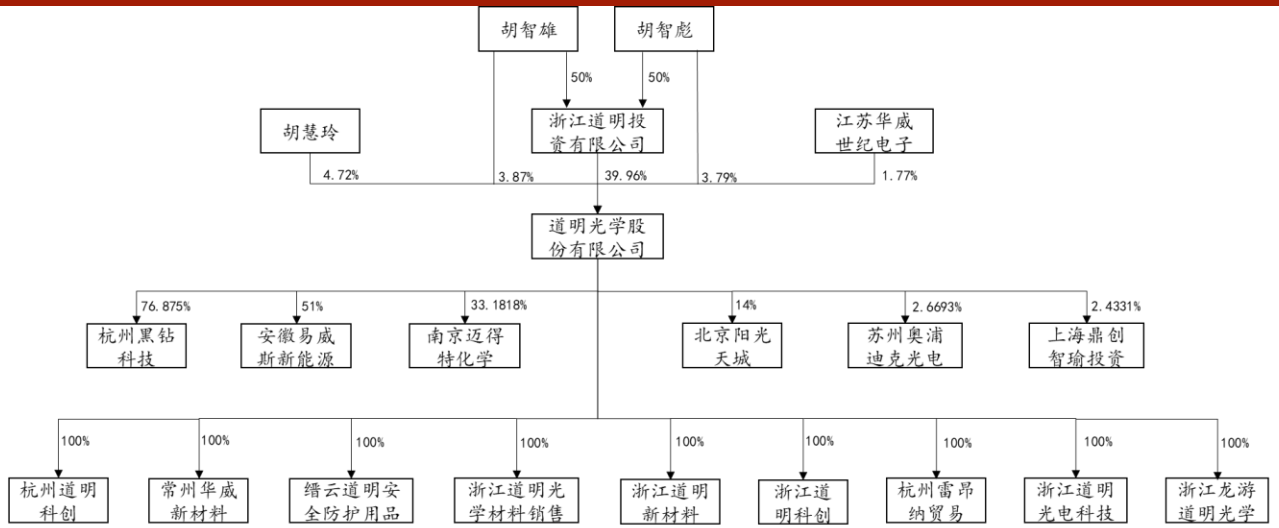 胡智雄
胡智彪
50%
50%
胡慧玲
浙江道明投
资有限公司
江苏华威
世纪电子
4.72%
3.87%
39.96%
3.79%
1.77%
道明光学股
份有限公司
76.875%
51%
33.1818%
14%
2.6693%
2.4331%
杭州黑钻
科技
安徽易威
斯新能源
南京迈得
特化学
北京阳光
天城
苏州奥浦
迪克光电
上海鼎创
智瑜投资
100%
100%
100%
100%
100%
100%
100%
100%
100%
杭州道明
科创
常州华威
新材料
缙云道明安
全防护用品
浙江道明光
学材料销售
浙江道明
新材料
浙江道
明科创
杭州雷昂
纳贸易
浙江道明
光电科技
浙江龙游
道明光学